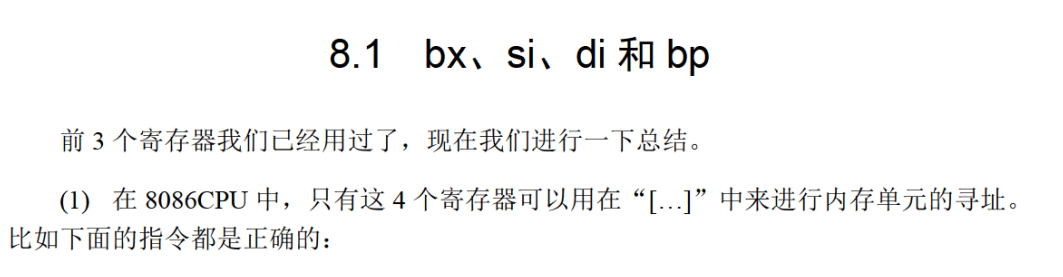 8.1 bx、si、di 和 bp
前 3 个寄存器我们已经用过了，现在我们进行一下总结。
(1) 在 8086CPU 中，只有这 4 个寄存器可以用在“[…]”中来进行内存单元的寻址。
比如下面的指令都是正确的：